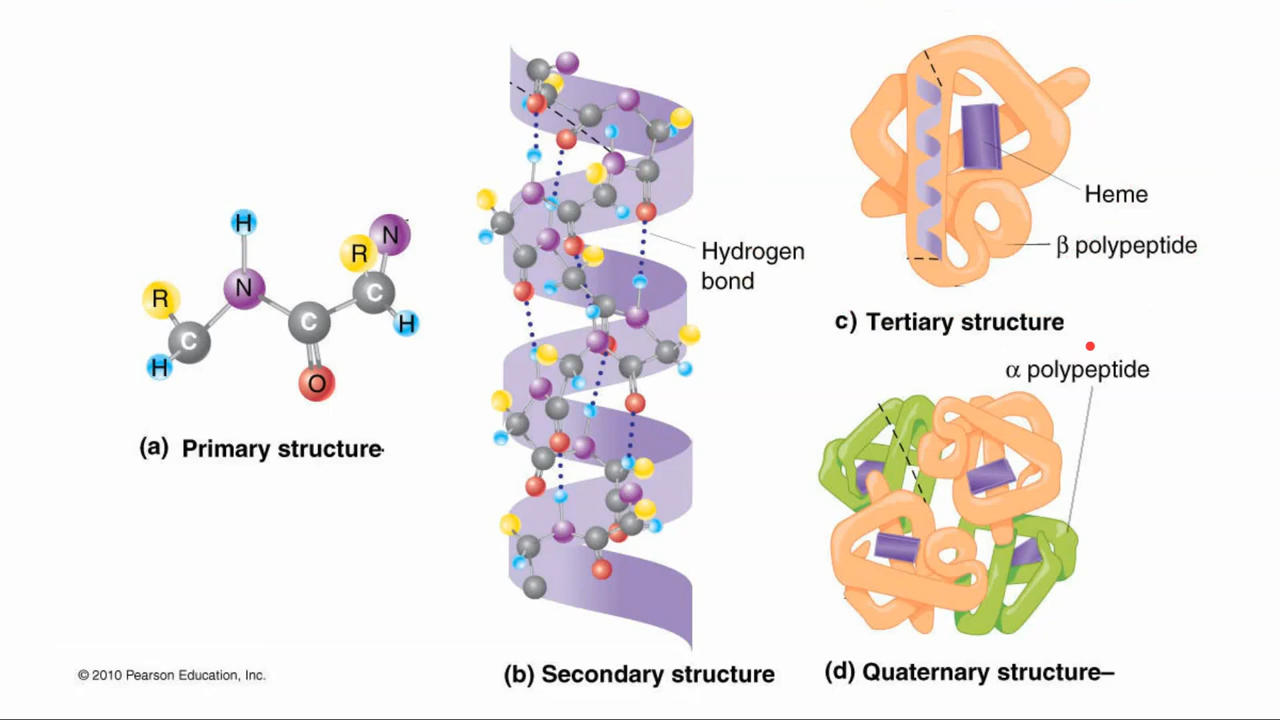 H
N
R
R
N
C
C
C
H
H
O
(a) Primary structure
Hydrogen
bond
(b) Secondary structure
Heme
β polypeptide
c) Tertiary structure
α polypeptide
(d) Quaternary structure–
© 2010 Pearson Education, Inc.